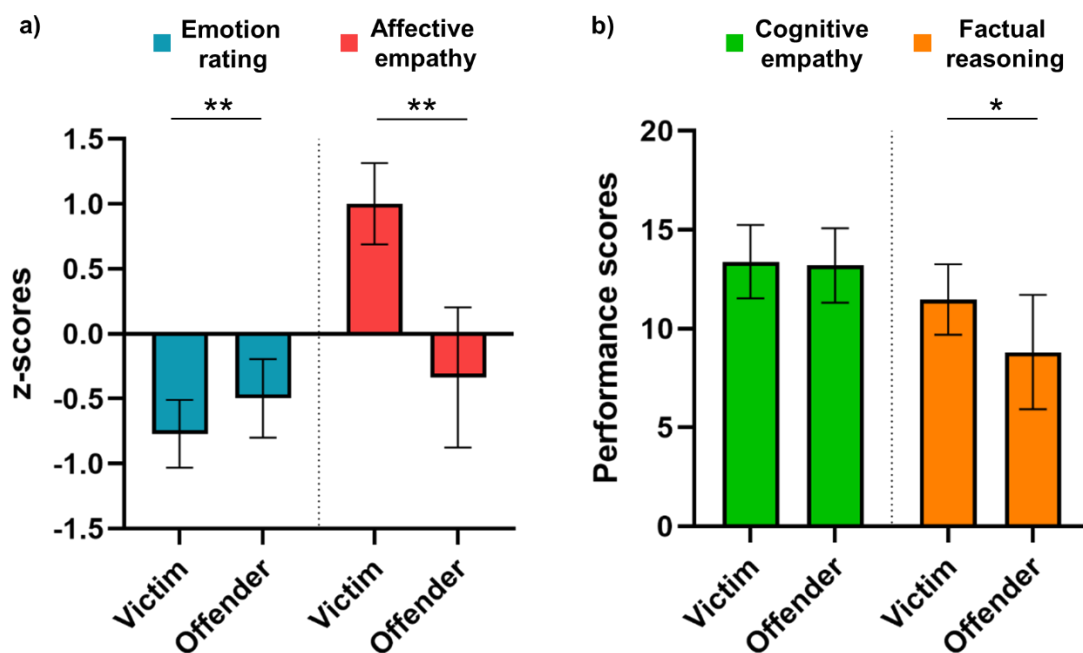 a)
Emotion
rating
Affective
empathy
**
**
z-scores
1.5
1.0
0.5
0.0
-0.5
-1.0
-1.5
Victim
Offender
Victim
Offender
b)
Cognitive
empathy
Factual
reasoning
*
Performance scores
20
15
10
5
0
Victim
Offender
Victim
Offender